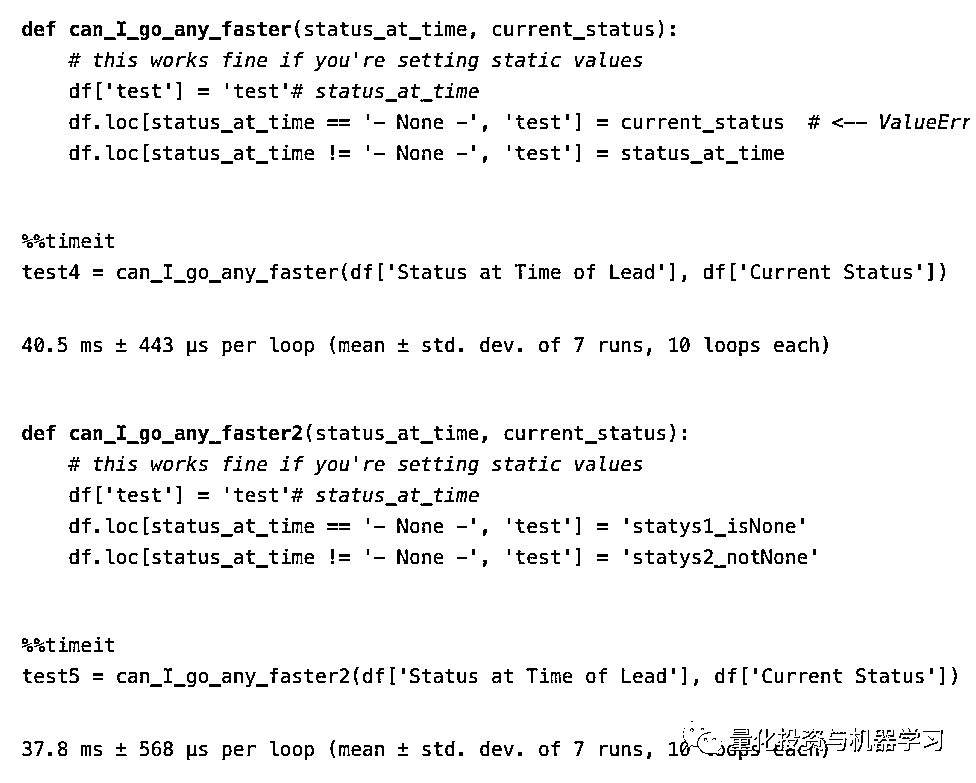 def can_I_go_any_faster(status_at_time, current_status):
    # this works fine if you're setting static values
    df['test'] = 'test'# status_at_time
    df.loc[status_at_time == '- None -', 'test'] = current_status  # <-- ValueErr
    df.loc[status_at_time != '- None -', 'test'] = status_at_time
%%timeit
test4 = can_I_go_any_faster(df['Status at Time of Lead'], df['Current Status'])
40.5 ms ± 443 µs per loop (mean ± std. dev. of 7 runs, 10 loops each)
def can_I_go_any_faster2(status_at_time, current_status):
    # this works fine if you're setting static values
    df['test'] = 'test'# status_at_time
    df.loc[status_at_time == '- None -', 'test'] = 'statys1_isNone'
    df.loc[status_at_time != '- None -', 'test'] = 'statys2_notNone'
%%timeit
test5 = can_I_go_any_faster2(df['Status at Time of Lead'], df['Current Status'])
37.8 ms ± 568 µs per loop (mean ± std. dev. of 7 runs, 10 loops each)
量化投资与机器学习